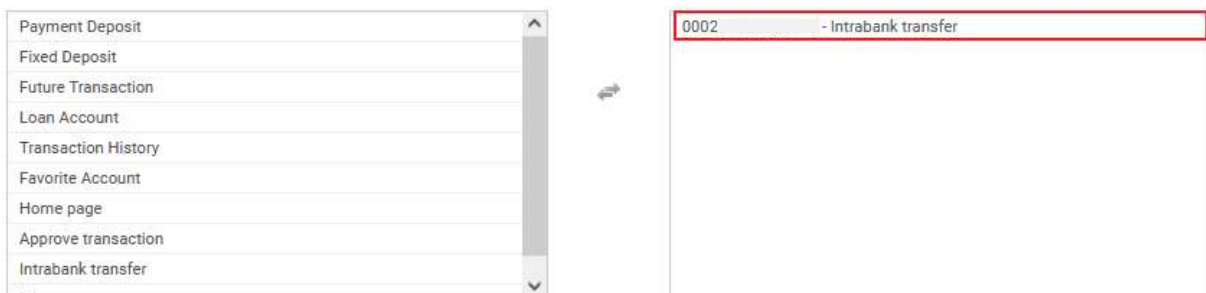 Payment Deposit
Fixed Deposit
Future Transaction
Loan Account
Transaction History
Favorite Account
Home page
Approve transaction
Intrabank transfer
0002 - Intrabank transfer